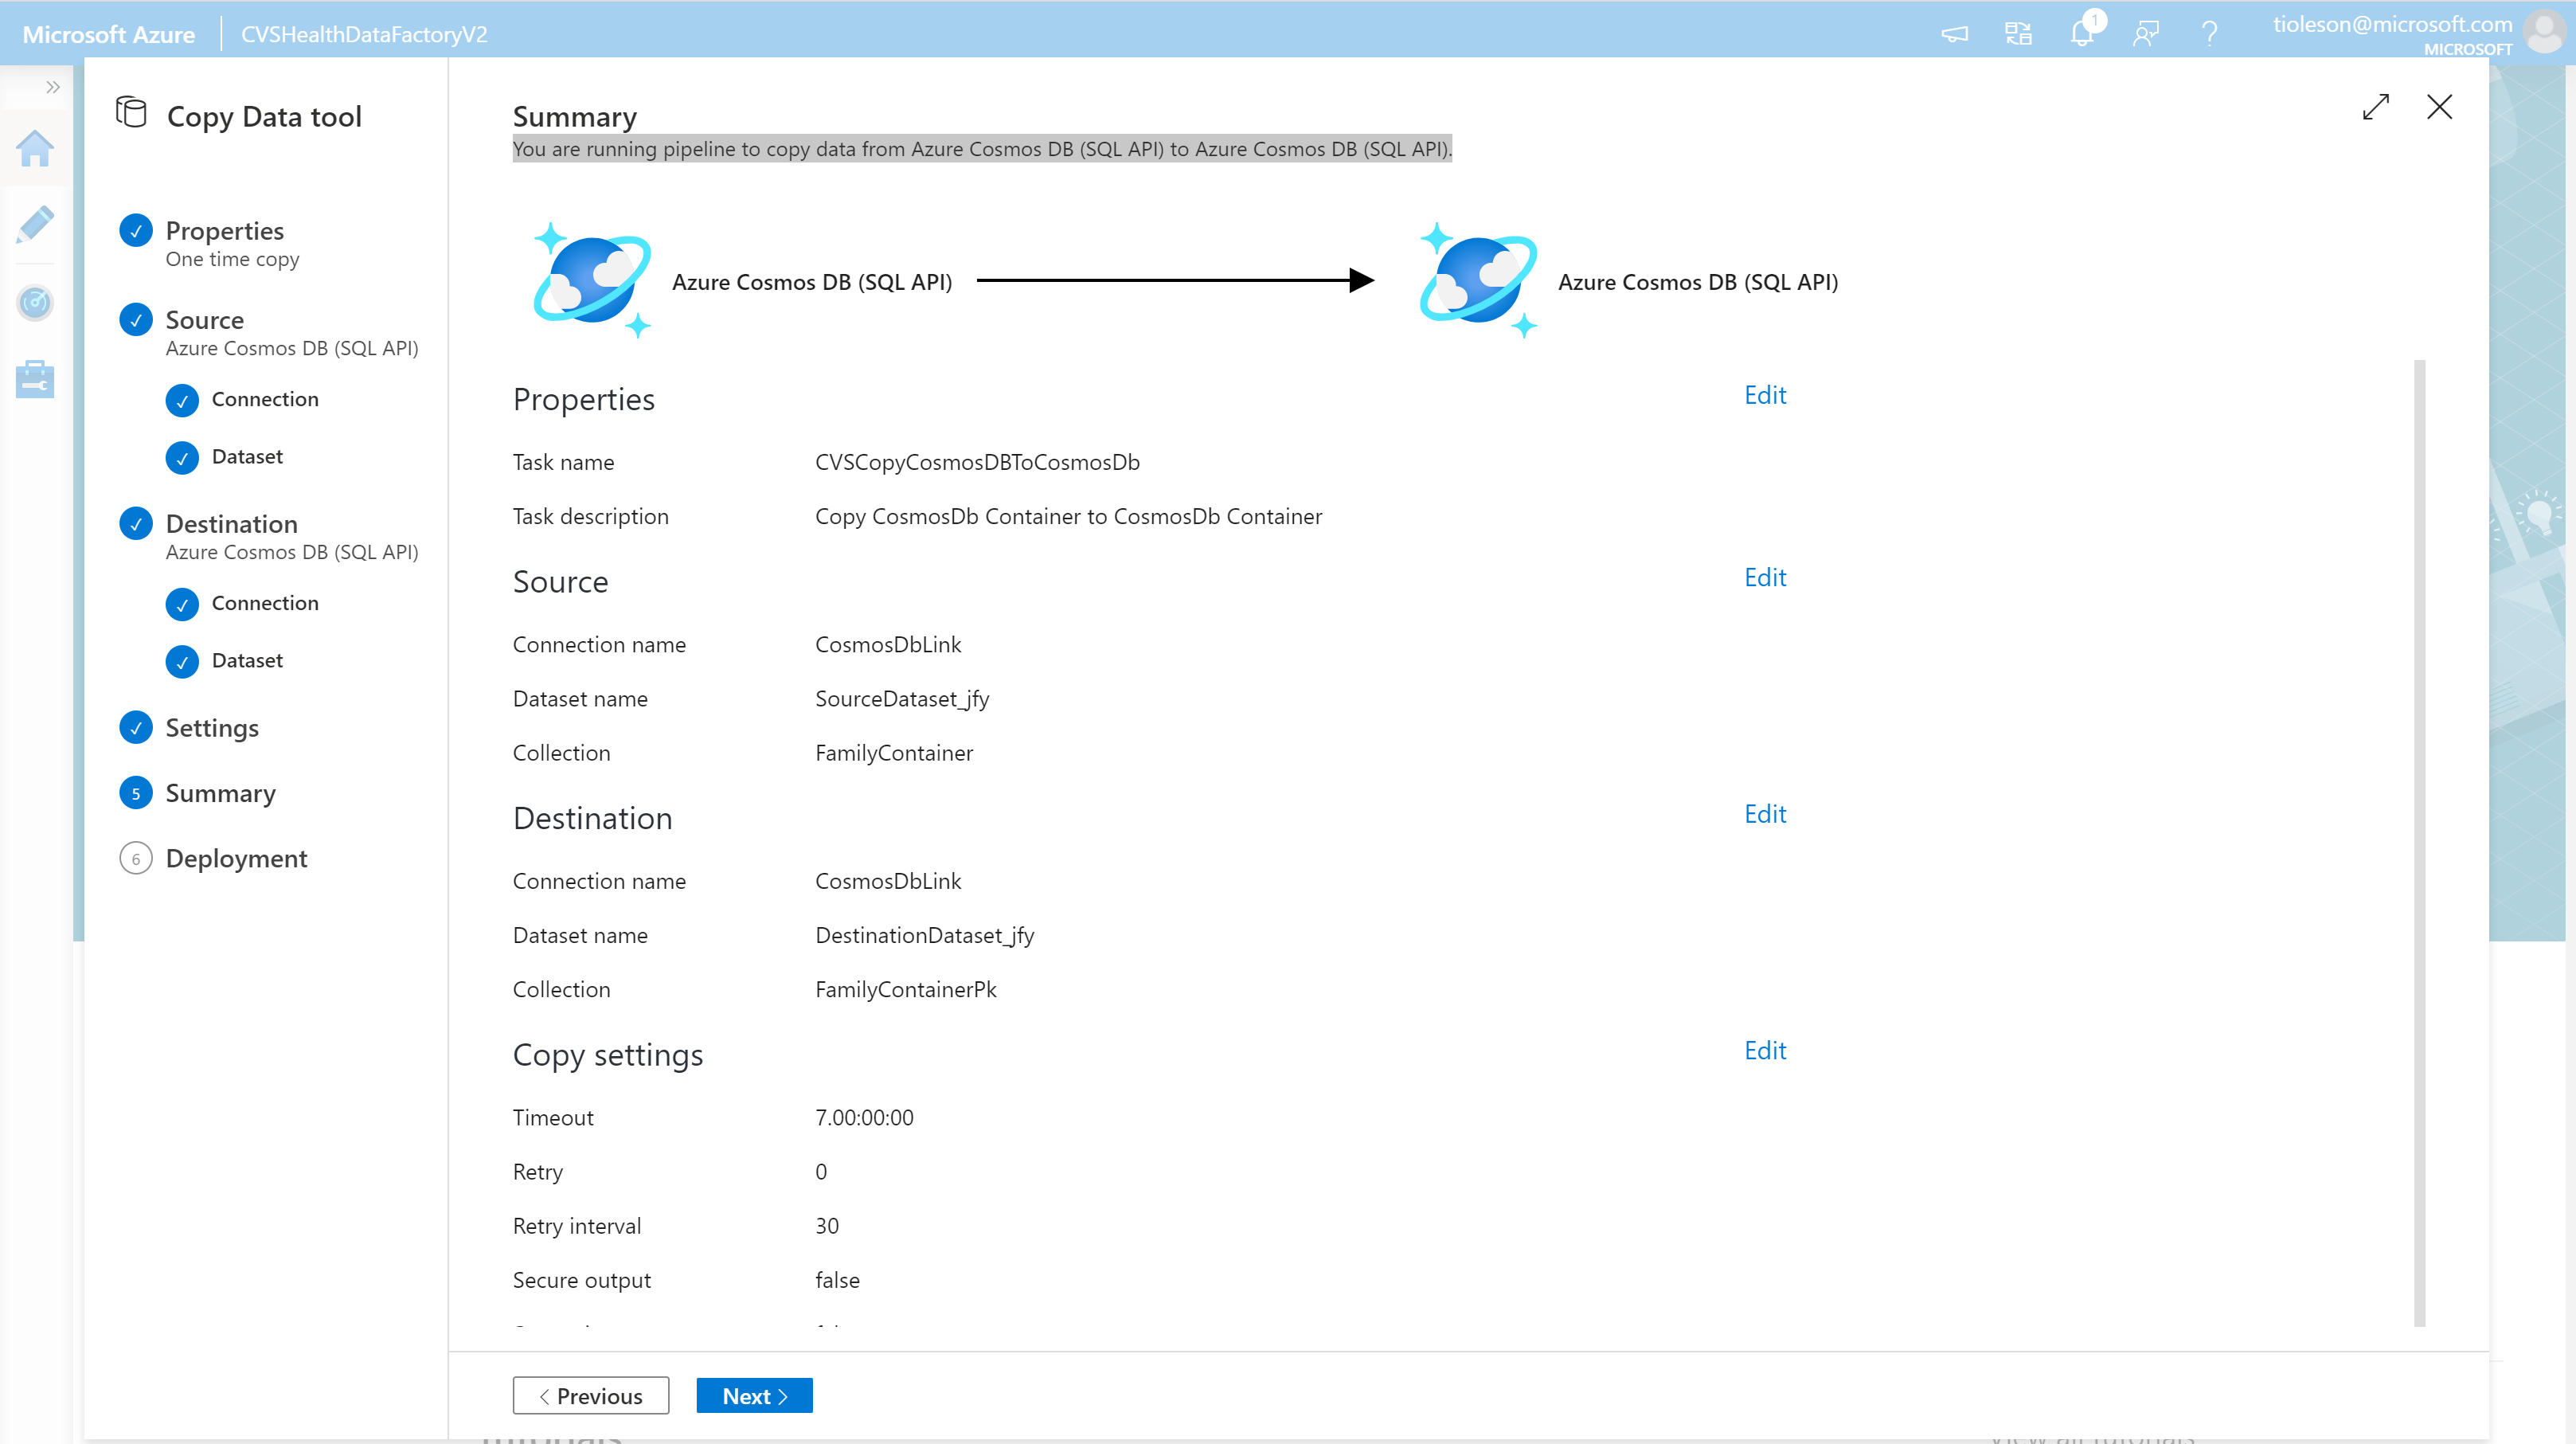 Microsoft Azure
CVSHealthDataFactoryV2
1
tioleson@microsoft.com
MICROSOFT
Copy Data tool
Properties
One time copy
Source
Azure Cosmos DB (SQL API)
Connection
Dataset
Destination
Azure Cosmos DB (SQL API)
Connection
Dataset
Settings
5 Summary
6 Deployment
Summary
You are running pipeline to copy data from Azure Cosmos DB (SQL API) to Azure Cosmos DB (SQL API).
Azure Cosmos DB (SQL API)
Azure Cosmos DB (SQL API)
Properties Edit
Task name CVSCopyCosmosDBToCosmosDb
Task description Copy CosmosDb Container to CosmosDb Container
Source Edit
Connection name CosmosDbLink
Dataset name SourceDataset_jfy
Collection FamilyContainer
Destination Edit
Connection name CosmosDbLink
Dataset name DestinationDataset_jfy
Collection FamilyContainerPk
Copy settings Edit
Timeout 7.00:00:00
Retry 0
Retry interval 30
Secure output false
Previous
Next